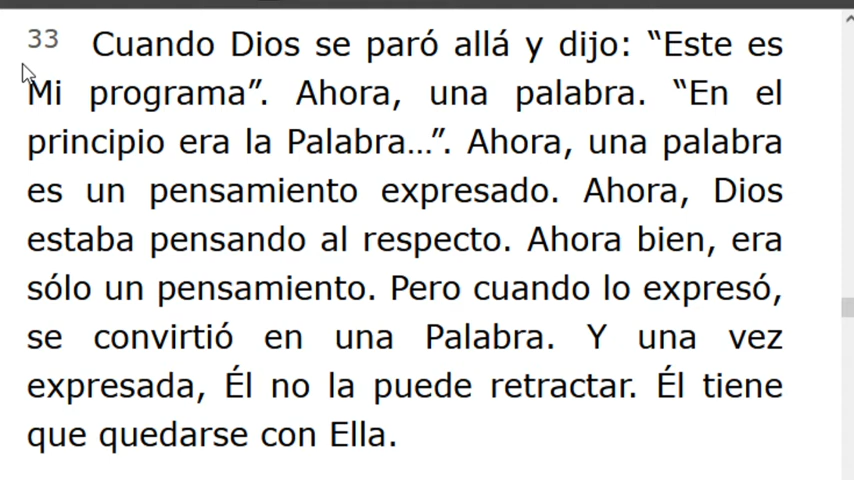 33 Cuando Dios se paró allá y dijo: “Este es
Mi programa”. Ahora, una palabra. “En el
principio era la Palabra...”. Ahora, una palabra
es un pensamiento expresado. Ahora, Dios
estaba pensando al respecto. Ahora bien, era
sólo un pensamiento. Pero cuando lo expresó,
se convirtió en una Palabra. Y una vez
expresada, Él no la puede retractar. Él tiene
que quedarse con Ella.